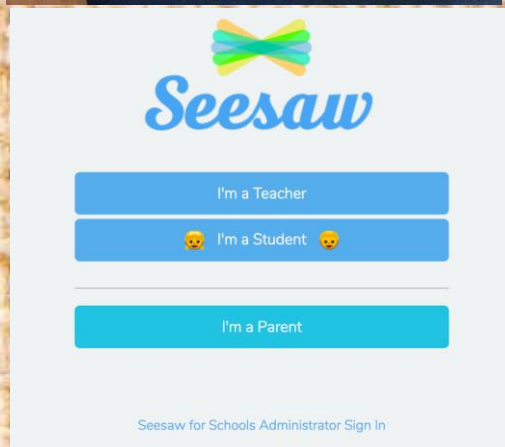 Seesaw
I'm a Teacher
I'm a Student
I'm a Parent
Seesaw for Schools Administrator Sign In